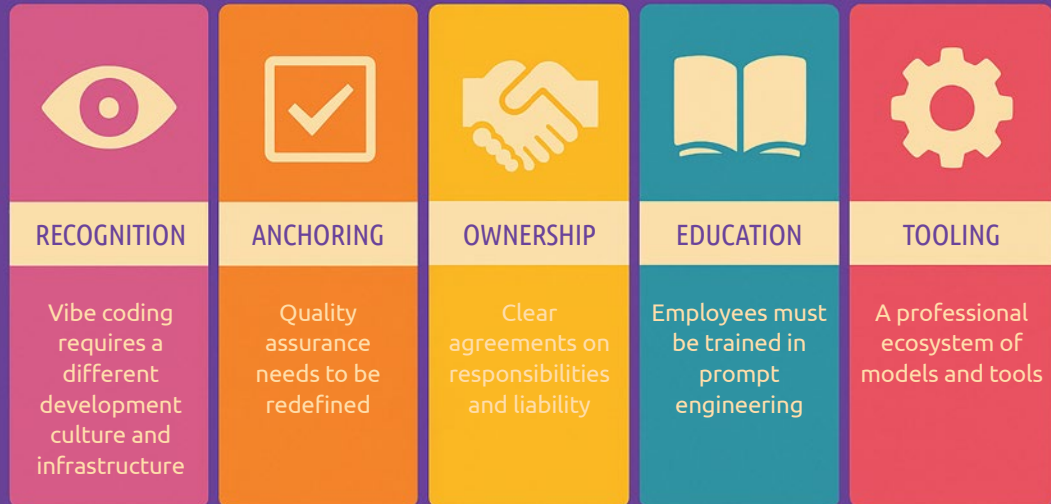 RECOGNITION
Vibe coding
requires a
different
development
culture and
infrastructure
ANCHORING
Quality
assurance
needs to be
redefined
OWNERSHIP
Clear
agreements on
responsibilities
and liability
EDUCATION
Employees must
be trained in
prompt
engineering
TOOLING
A professional
ecosystem of
models and tools